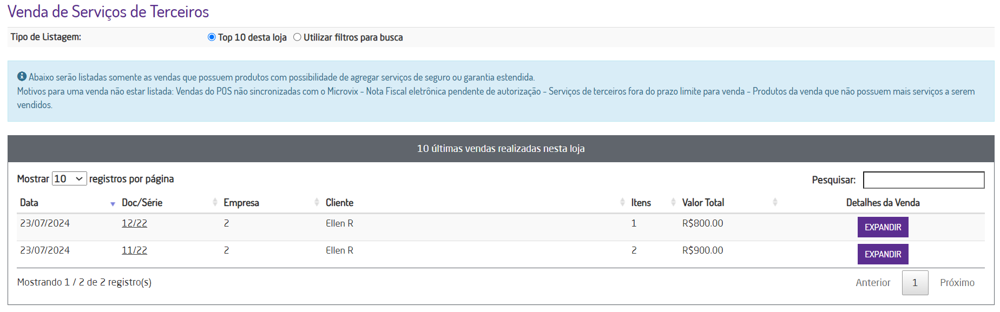 Venda de Serviços de Terceiros
Tipo de Listagem: Top 10 desta loja Utilizar filtros para busca
Abaixo serão listadas somente as vendas que possuem produtos com possibilidade de agregar serviços de seguro ou garantia estendida.
Motivos para uma venda não estar listada: Vendas do POS não sincronizadas com o Microvix - Nota Fiscal eletrônica pendente de autorização - Serviços de terceiros fora do prazo limite para venda - Produtos da venda que não possuem mais serviços a serem
vendidos.
10 últimas vendas realizadas nesta loja
Mostrar 10 registros por página Pesquisar:
Data Doc/Série Empresa Cliente Itens Valor Total Detalhes da Venda
23/07/2024 12/22 2 Ellen R 1 R$800.00 EXPANDIR
23/07/2024 11/22 2 Ellen R 2 R$900.00 EXPANDIR
Mostrando 1 / 2 de 2 registro(s) Anterior 1 Próximo